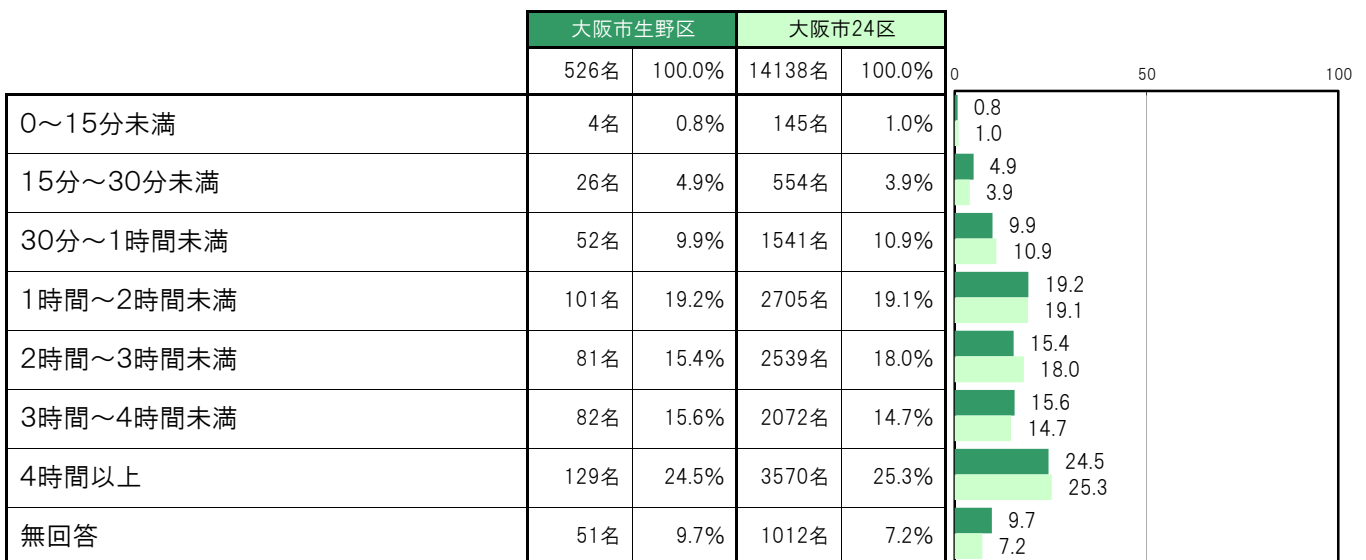 大阪市生野区 大阪市24区
526名 100.0% 14138名 100.0% 0 50 100
0～15分未満 4名 0.8% 145名 1.0% 0.8
1.0
15分～30分未満 26名 4.9% 554名 3.9% 4.9
3.9
30分～1時間未満 52名 9.9% 1541名 10.9% 9.9
10.9
1時間～2時間未満 101名 19.2% 2705名 19.1% 19.2
19.1
2時間～3時間未満 81名 15.4% 2539名 18.0% 15.4
18.0
3時間～4時間未満 82名 15.6% 2072名 14.7% 15.6
14.7
4時間以上 129名 24.5% 3570名 25.3% 24.5
25.3
無回答 51名 9.7% 1012名 7.2% 9.7
7.2